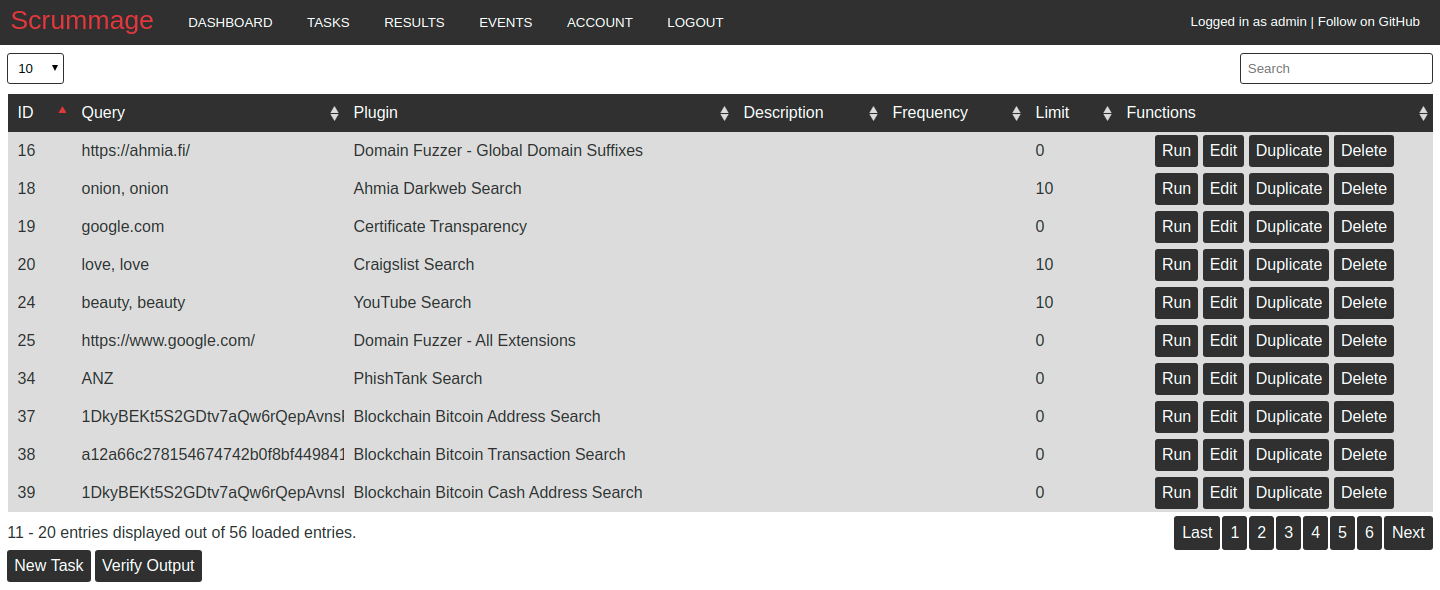 Scrummage DASHBOARD TASKS RESULTS EVENTS ACCOUNT LOGOUT Logged in as admin | Follow on GitHub
10 Search
ID Query Plugin Description Frequency Limit Functions
16 https://ahmia.fi/ Domain Fuzzer - Global Domain Suffixes 0 Run Edit Duplicate Delete
18 onion, onion Ahmia Darkweb Search 10 Run Edit Duplicate Delete
19 google.com Certificate Transparency 0 Run Edit Duplicate Delete
20 love, love Craigslist Search 10 Run Edit Duplicate Delete
24 beauty, beauty YouTube Search 10 Run Edit Duplicate Delete
25 https://www.google.com/ Domain Fuzzer - All Extensions 0 Run Edit Duplicate Delete
34 ANZ PhishTank Search 0 Run Edit Duplicate Delete
37 1DkyBEKt5S2GDtv7aQw6rQepAvnsl Blockchain Bitcoin Address Search 0 Run Edit Duplicate Delete
38 a12a66c278154674742b0f8bf449841 Blockchain Bitcoin Transaction Search 0 Run Edit Duplicate Delete
39 1DkyBEKt5S2GDtv7aQw6rQepAvnsl Blockchain Bitcoin Cash Address Search 0 Run Edit Duplicate Delete
11 - 20 entries displayed out of 56 loaded entries. Last 1 2 3 4 5 6 Next
New Task Verify Output